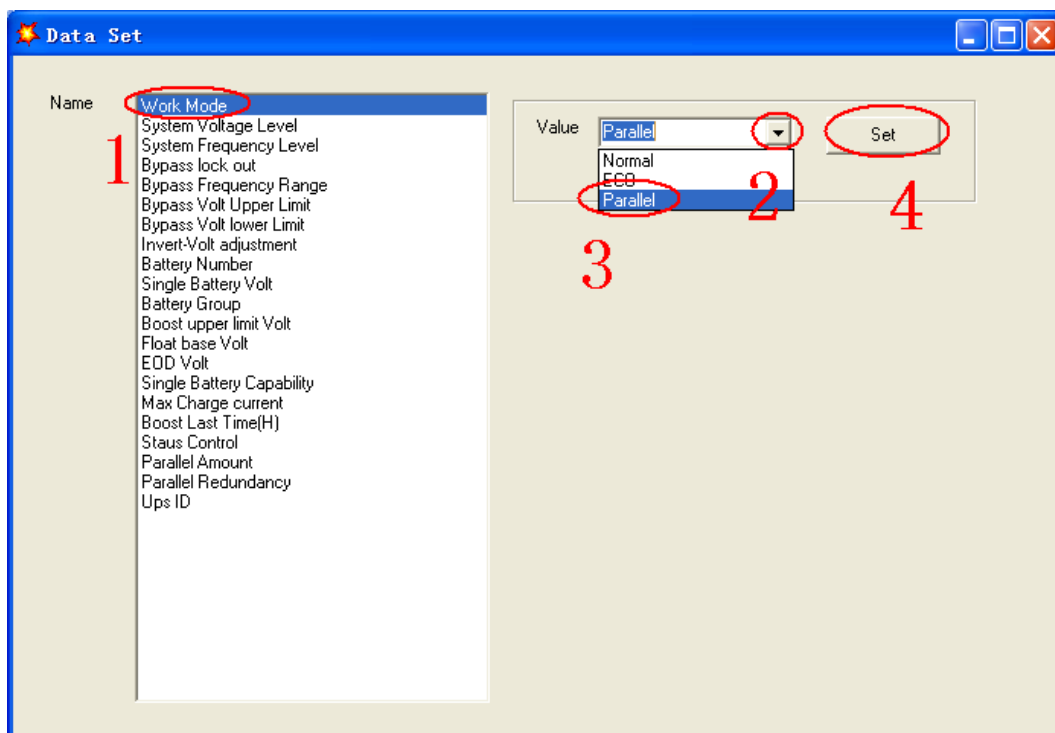 Data Set
Name
Work Mode
System Voltage Level
System Frequency Level
Bypass lock out
Bypass Frequency Range
Bypass Volt Upper Limit
Bypass Volt lower Limit
Invert-Volt adjustment
Battery Number
Single Battery Volt
Battery Group
Boost upper limit Volt
Float base Volt
EOD Volt
Single Battery Capability
Max Charge current
Boost Last Time(H)
Staus Control
Parallel Amount
Parallel Redundancy
Ups ID
1
Value
Parallel
Normal
ECO
Parallel
2
3
Set
4